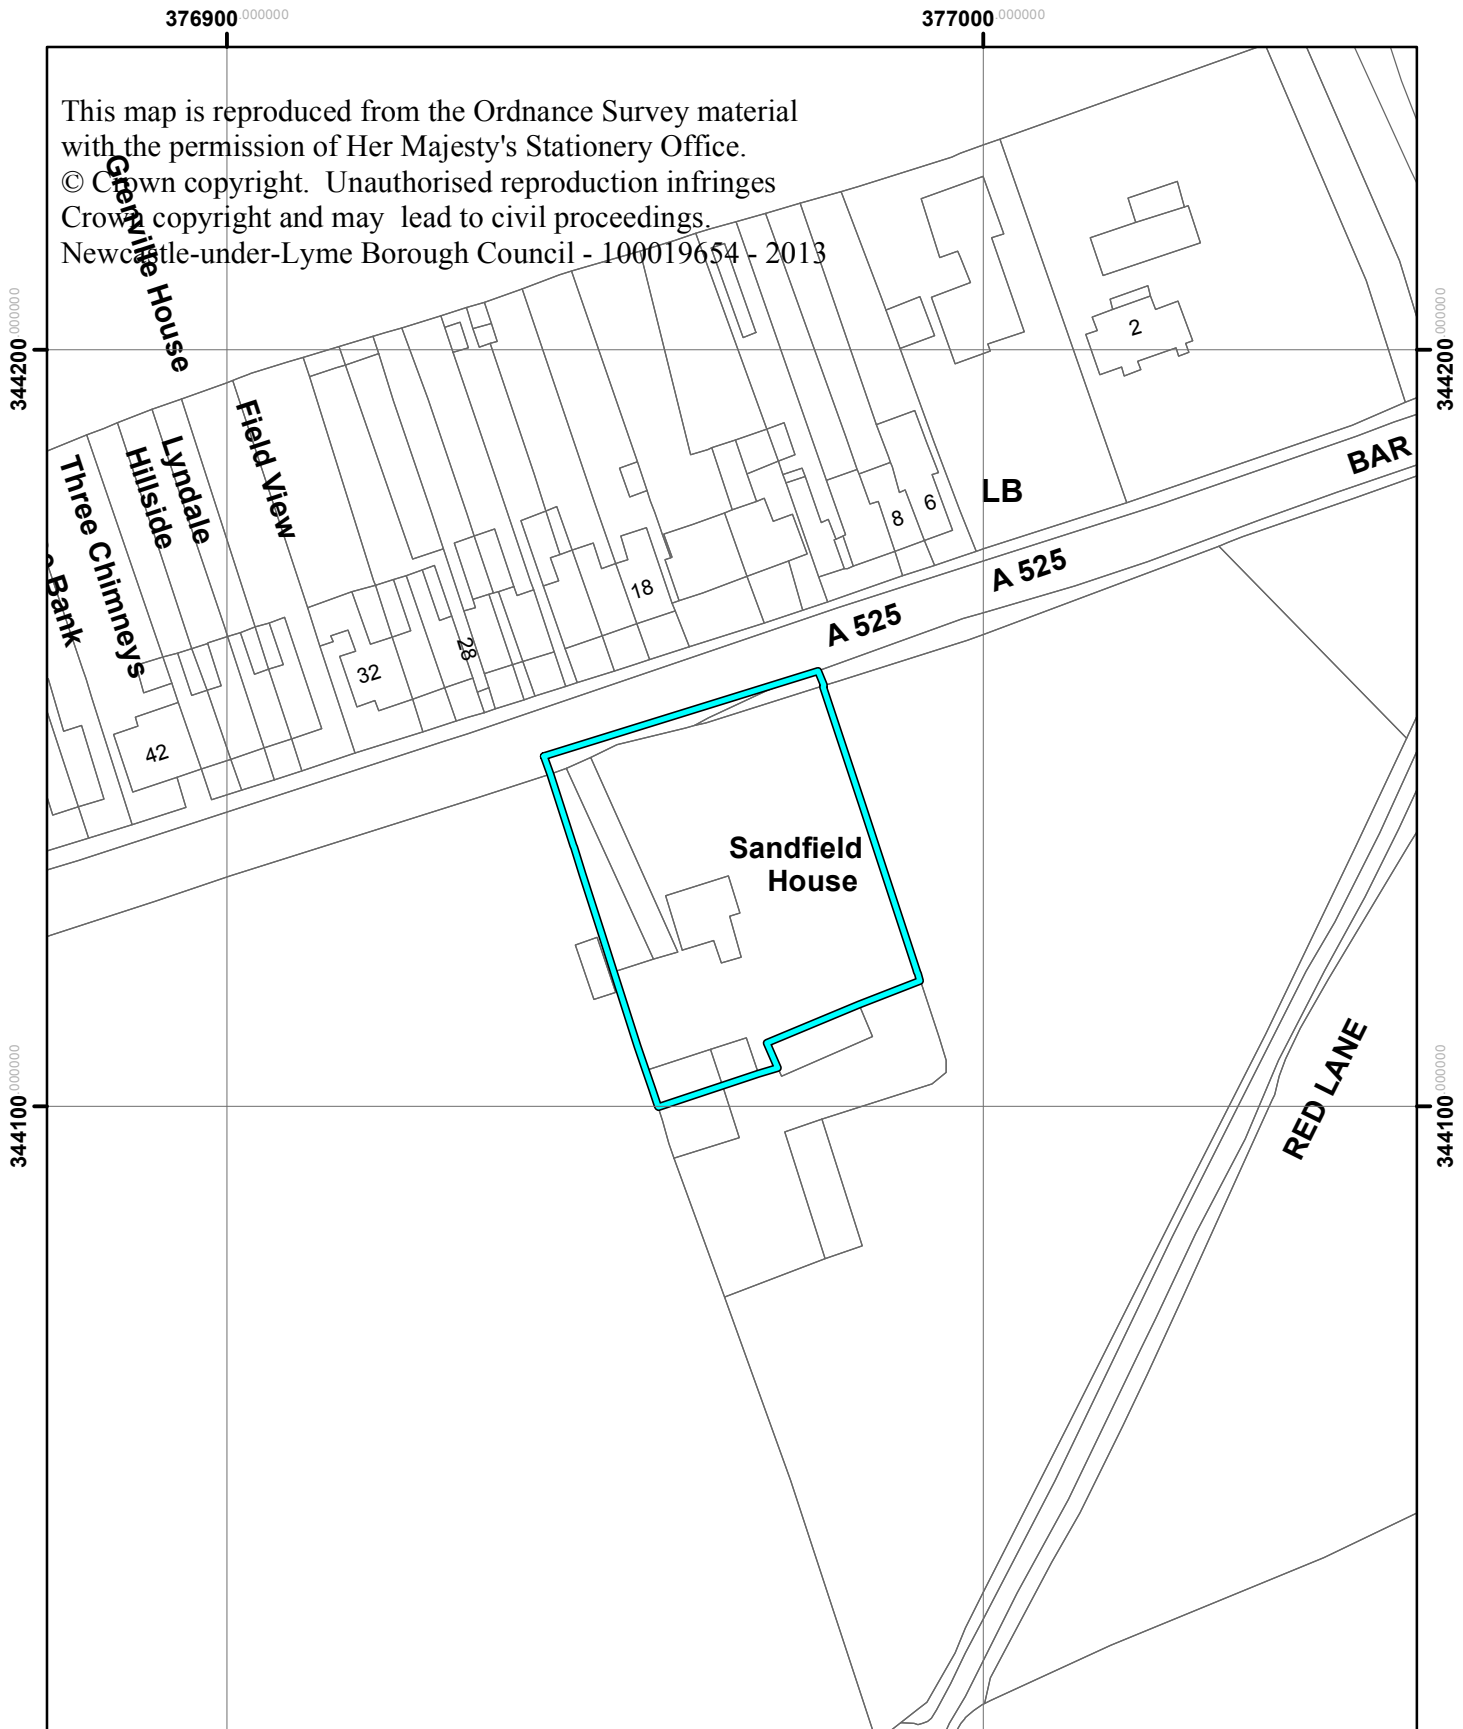 376900.000000
377000.000000
This map is reproduced from the Ordnance Survey material
with the permission of Her Majesty's Stationery Office.
© Crown copyright.  Unauthorised reproduction infringes
Crown copyright and may  lead to civil proceedings.
Newcastle-under-Lyme Borough Council - 100019654 - 2013
Grenville House
344200.000000
344200.000000
2
Field View
Lyndale
Hillside
Three Chimneys
Bank
BAR
LB
6
8
A 525
A 525
18
28
32
42
Sandfield
House
344100.000000
344100.000000
RED LANE